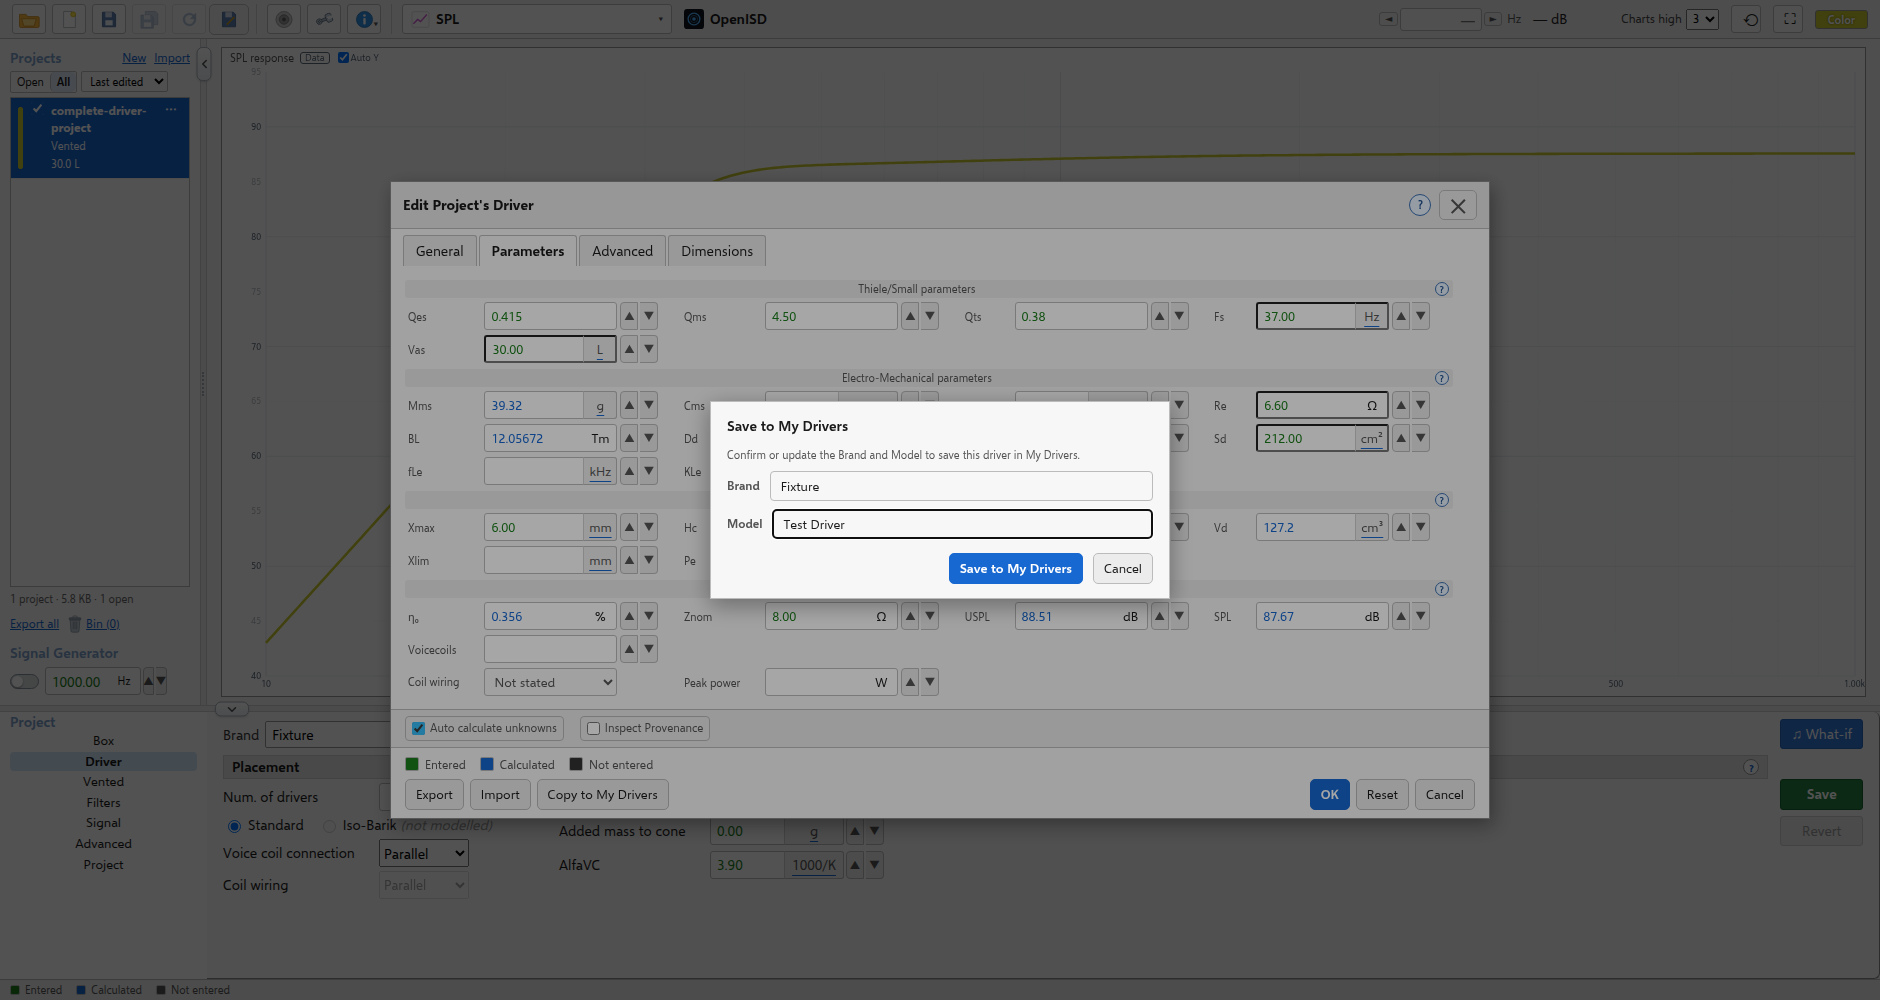 SPL
OpenISD
— Hz — dB
Charts high 3
Color
Projects New Import
Open All Last edited
complete-driver-project
Vented
30.0 L
1 project · 5.8 KB · 1 open
Export all Bin (0)
Signal Generator
1000.00 Hz
SPL response Data Auto Y
95
90
85
80
75
70
65
60
55
50
45
40
10 500 1.00k
Edit Project's Driver ?
General Parameters Advanced Dimensions
Thiele/Small parameters ?
Qes 0.415 Qms 4.50 Qts 0.38 Fs 37.00 Hz
Vas 30.00 L
Electro-Mechanical parameters ?
Mms 39.32 g Cms Re 6.60 Ω
BL 12.05672 Tm Dd Sd 212.00 cm²
fLe kHz KLe
?
Xmax 6.00 mm Hc Vd 127.2 cm³
Xlim mm Pe
?
η₀ 0.356 % Znom 8.00 Ω USPL 88.51 dB SPL 87.67 dB
Voicecoils
Coil wiring Not stated Peak power W
Auto calculate unknowns Inspect Provenance
Entered Calculated Not entered
Export Import Copy to My Drivers OK Reset Cancel
Save to My Drivers
Confirm or update the Brand and Model to save this driver in My Drivers.
Brand Fixture
Model Test Driver
Save to My Drivers Cancel
Project
Box
Driver
Vented
Filters
Signal
Advanced
Project
Brand Fixture
Placement ?
Num. of drivers
Standard Iso-Barik (not modelled)
Voice coil connection Parallel
Coil wiring Parallel
Added mass to cone 0.00 g
AlfaVC 3.90 1000/K
♫ What-if
Save
Revert
Entered Calculated Not entered